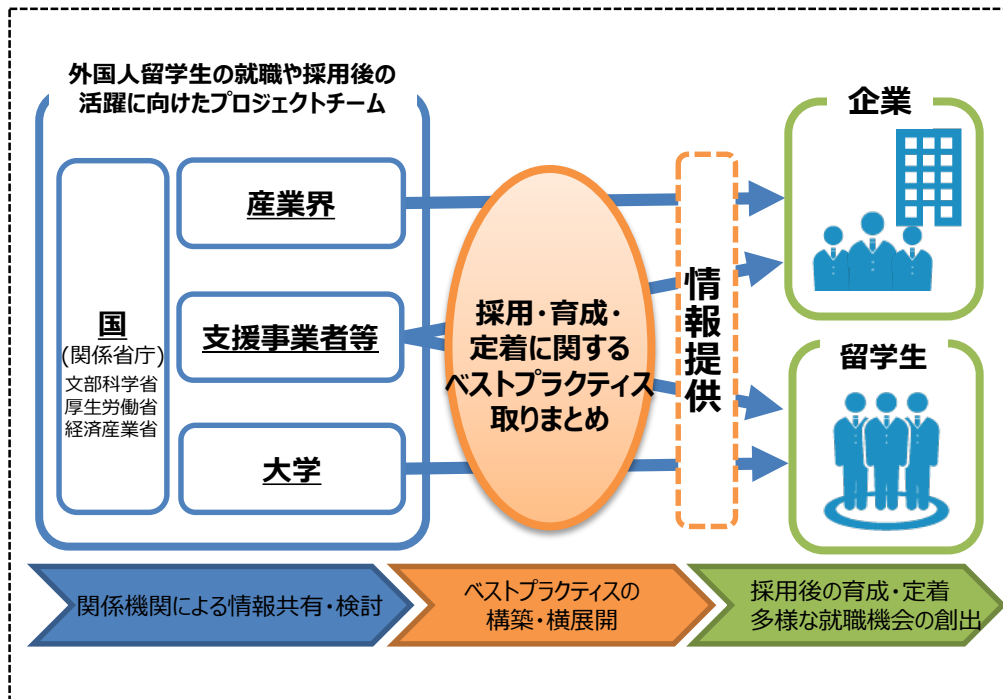 外国人留学生の就職や採用後の
活躍に向けたプロジェクトチーム
国
(関係省庁)
文部科学省
厚生労働省
経済産業省
産業界
支援事業者等
大学
採用・育成・
定着に関する
ベストプラクティス
取りまとめ
情報提供
企業
留学生
関係機関による情報共有・検討
ベストプラクティスの
構築・横展開
採用後の育成・定着
多様な就職機会の創出